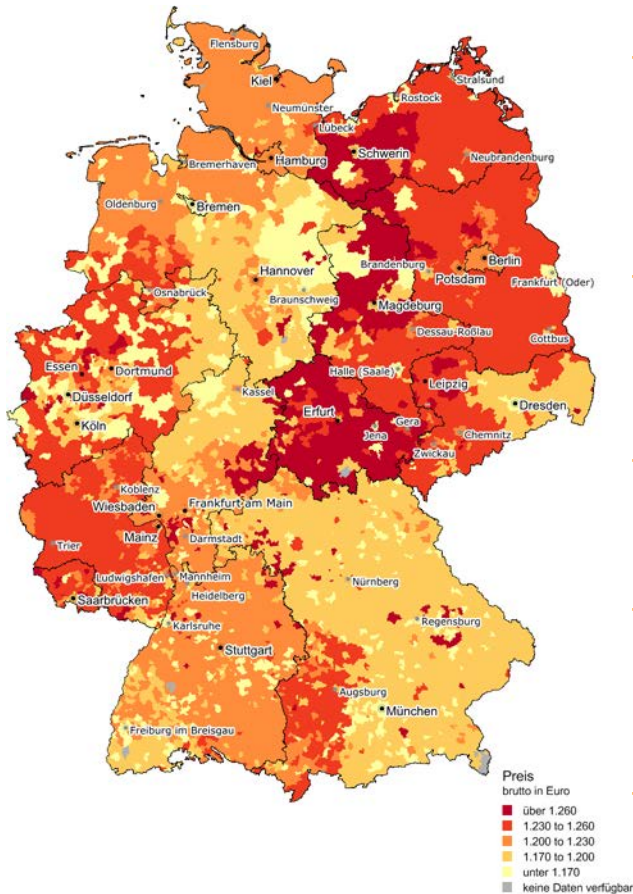 Flensburg
Kiel
Stralsund
Rostock
Neumünster
Lübeck
Schwerin
Neubrandenburg
Bremerhaven
Hamburg
Oldenburg
Bremen
Berlin
Brandenburg
Potsdam
Hannover
Frankfurt (Oder)
Osnabrück
Braunschweig
Magdeburg
Dessau-Roßlau
Cottbus
Essen
Dortmund
Halle (Saale)
Leipzig
Düsseldorf
Kassel
Dresden
Köln
Erfurt
Gera
Jena
Chemnitz
Zwickau
Koblenz
Frankfurt am Main
Wiesbaden
Mainz
Darmstadt
Trier
Ludwigshafen
Mannheim
Nürnberg
Saarbrücken
Heidelberg
Regensburg
Karlsruhe
Stuttgart
Augsburg
München
Freiburg im Breisgau
Preis
brutto in Euro
über 1.260
1.230 to 1.260
1.200 to 1.230
1.170 to 1.200
unter 1.170
keine Daten verfügbar